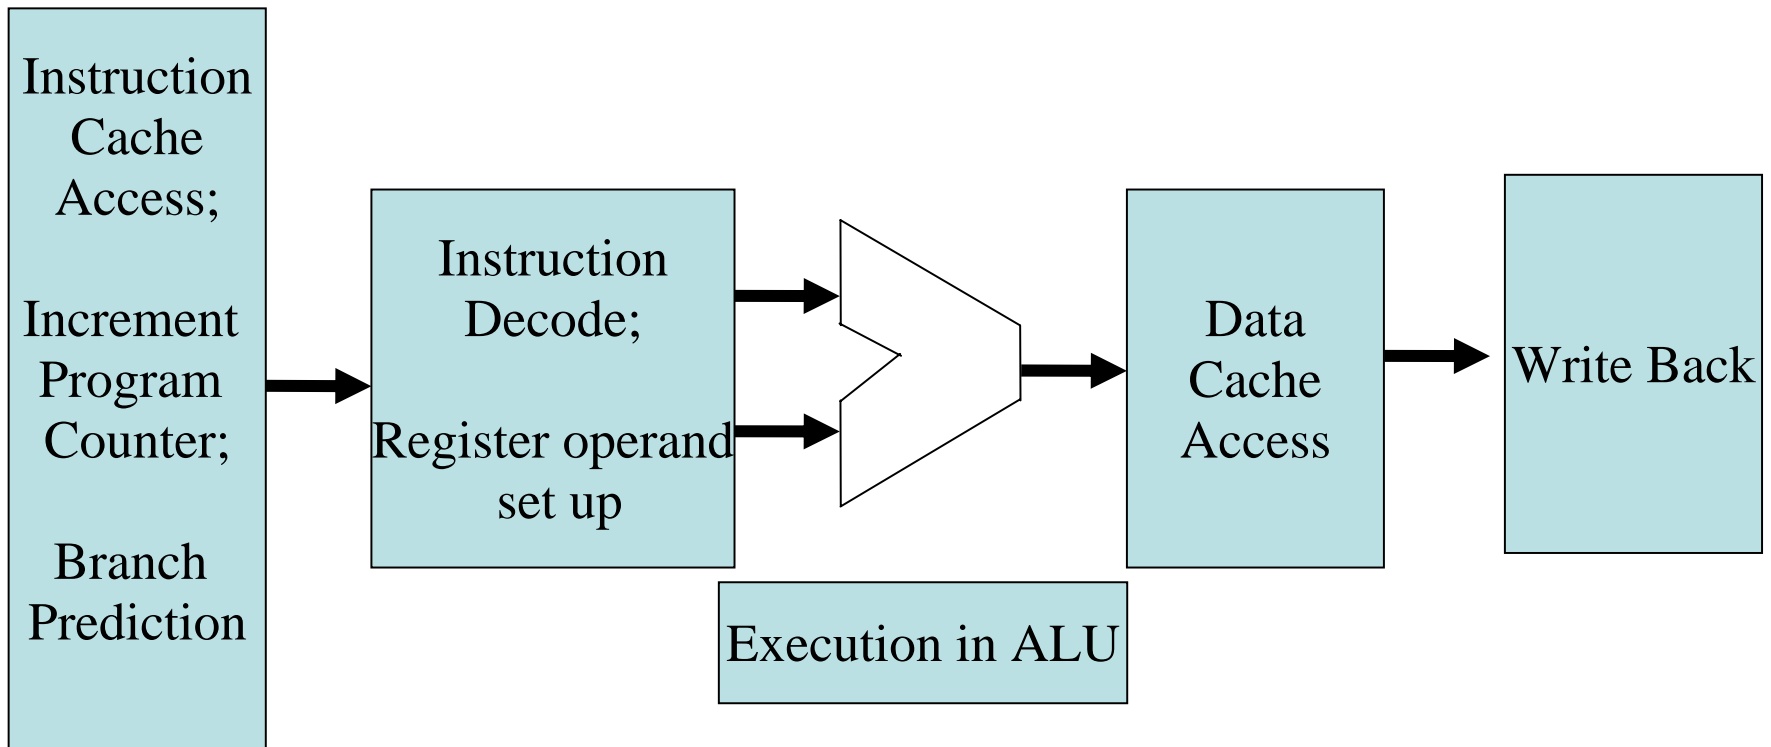 Instruction
Cache
Access;
Increment
Program
Counter;
Branch
Prediction
Instruction
Decode;
Register operand
set up
Execution in ALU
Data
Cache
Access
Write Back